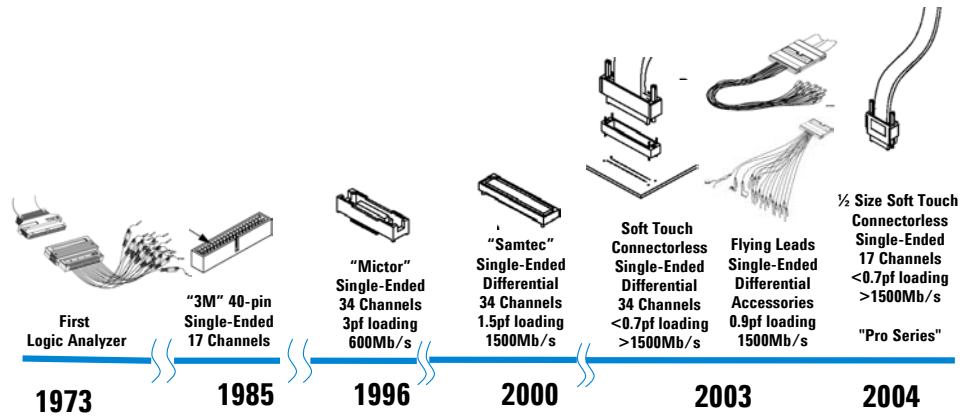 First
Logic Analyzer
1973
“3M” 40-pin
Single-Ended
17 Channels
1985
“Mictor”
Single-Ended
34 Channels
3pf loading
600Mb/s
1996
“Samtec”
Single-Ended
Differential
34 Channels
1.5pf loading
1500Mb/s
2000
Soft Touch
Connectorless
Single-Ended
Differential
34 Channels
<0.7pf loading
>1500Mb/s
Flying Leads
Single-Ended
Differential
Accessories
0.9pf loading
1500Mb/s
2003
½ Size Soft Touch
Connectorless
Single-Ended
17 Channels
<0.7pf loading
>1500Mb/s
"Pro Series"
2004